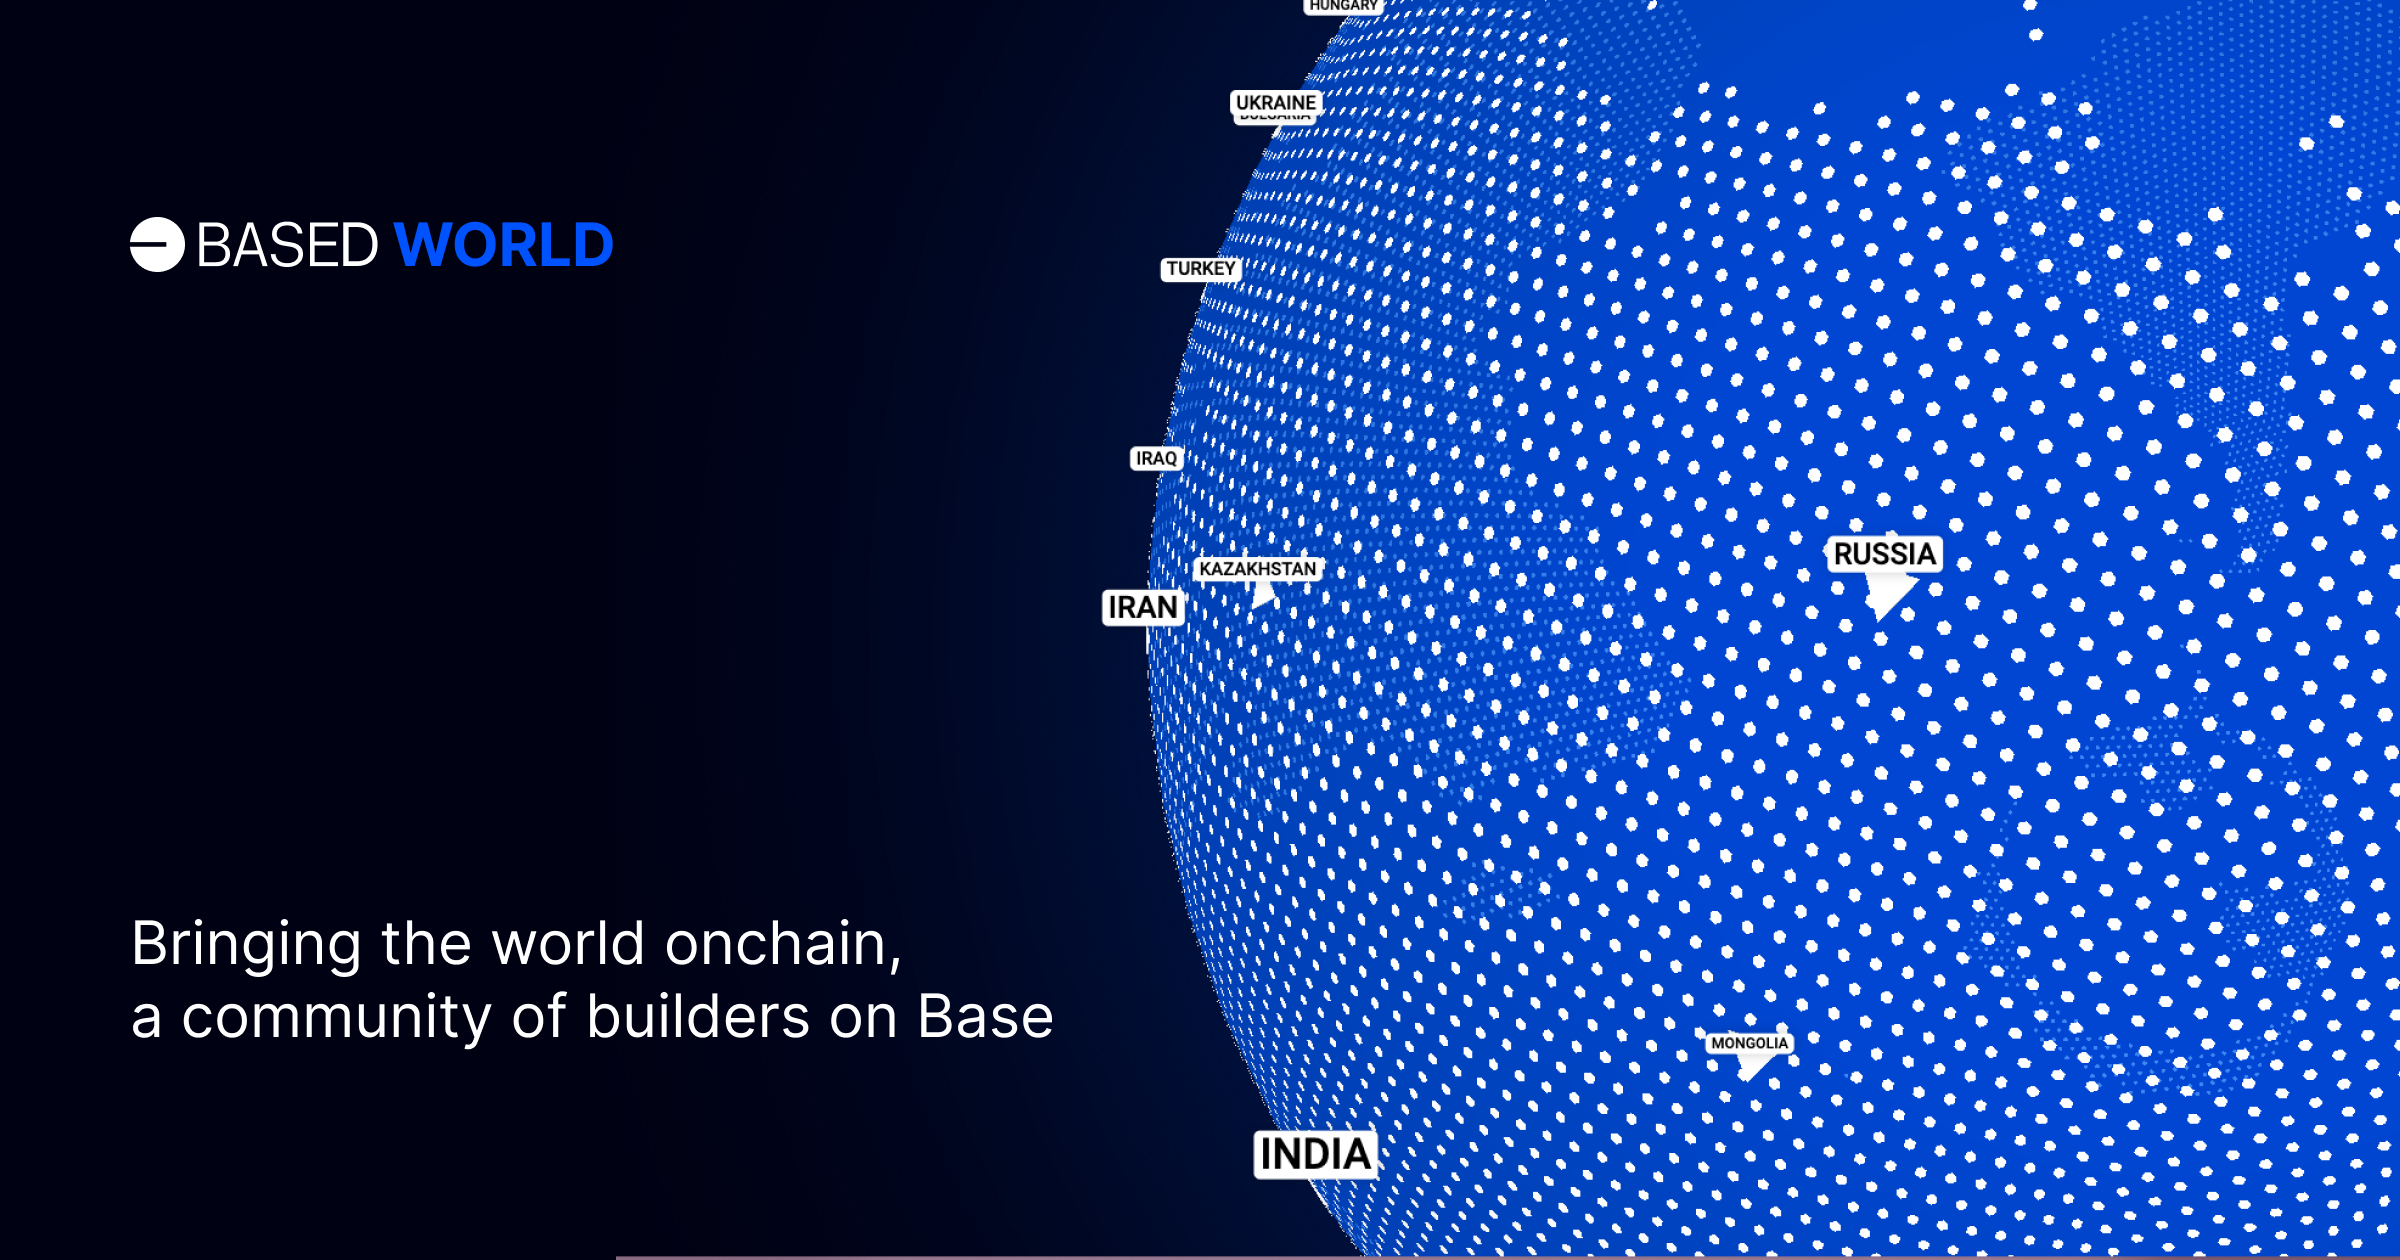 BASED WORLD
Bringing the world onchain,
a community of builders on Base
HUNGARY
UKRAINE
BULGARIA
TURKEY
IRAQ
KAZAKHSTAN
IRAN
RUSSIA
MONGOLIA
INDIA